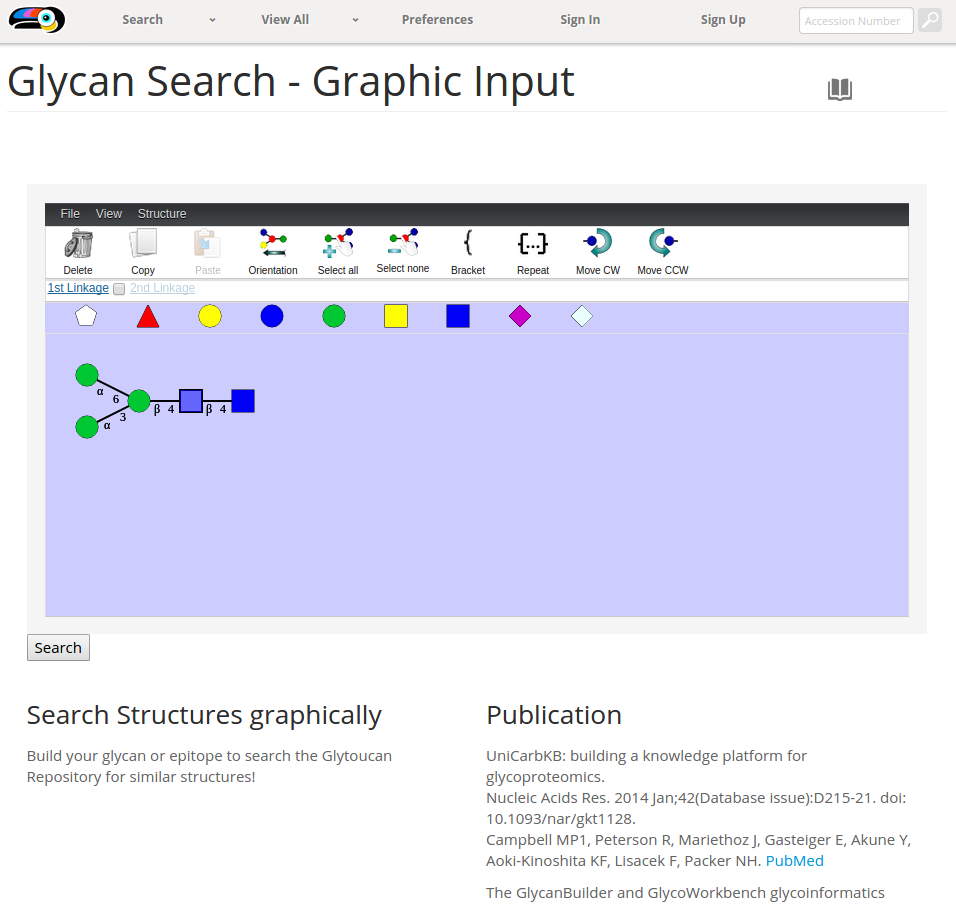 Search View All Preferences Sign In Sign Up Accession Number
Glycan Search - Graphic Input
File View Structure
Delete Copy Paste Orientation Select all Select none Bracket Repeat Move CW Move CCW
1st Linkage 2nd Linkage
α 6
β 4 β 4
α 3
Search
Search Structures graphically
Build your glycan or epitope to search the Glytoucan
Repository for similar structures!
Publication
UniCarbKB: building a knowledge platform for
glycoproteomics.
Nucleic Acids Res. 2014 Jan;42(Database issue):D215-21. doi:
10.1093/nar/gkt1128.
Campbell MP1, Peterson R, Mariethoz J, Gasteiger E, Akune Y,
Aoki-Kinoshita KF, Lisacek F, Packer NH. PubMed
The GlycanBuilder and GlycoWorkbench glycoinformatics